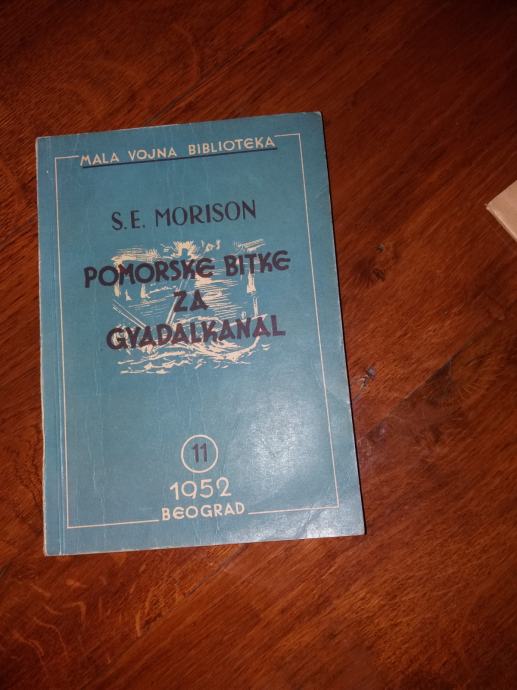 MALA VOJNA BIBLIOTEKA
S.E. MORISON
POMORSKE BITKE
ZA
GVADALKANAL
11
1952
BEOGRAD